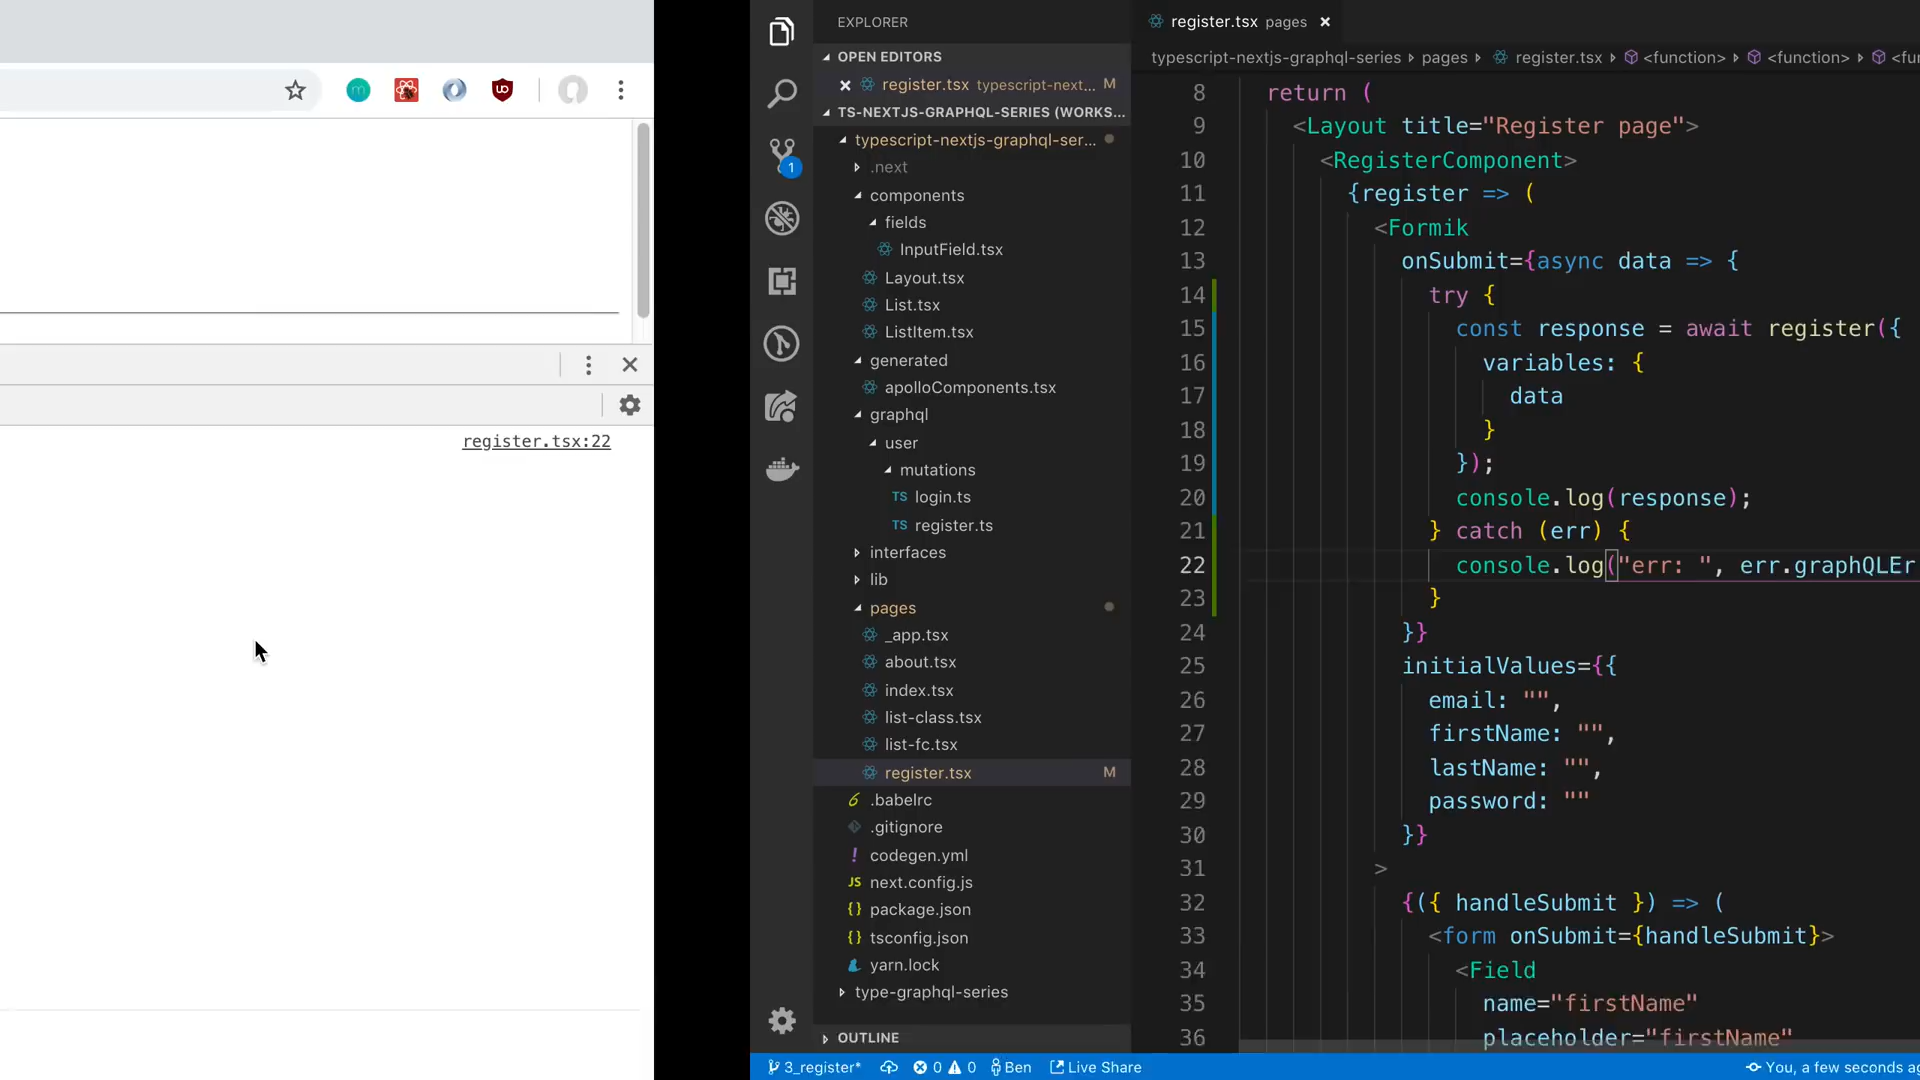 register.tsx:22
EXPLORER
OPEN EDITORS
register.tsx typescript-next... M
TS-NEXTJS-GRAPHQL-SERIES (WORKS...
typescript-nextjs-graphql-ser...
.next
components
fields
InputField.tsx
Layout.tsx
List.tsx
ListItem.tsx
generated
apolloComponents.tsx
graphql
user
mutations
TS login.ts
TS register.ts
interfaces
lib
pages
_app.tsx
about.tsx
index.tsx
list-class.tsx
list-fc.tsx
register.tsx M
.babelrc
.gitignore
! codegen.yml
JS next.config.js
{} package.json
{} tsconfig.json
yarn.lock
type-graphql-series
OUTLINE
1
register.tsx pages ×
typescript-nextjs-graphql-series pages register.tsx <function> <function> <fu
8 return (
9 <Layout title="Register page">
10 <RegisterComponent>
11 {register => (
12 <Formik
13 onSubmit={async data => {
14 try {
15 const response = await register({
16 variables: {
17 data
18 }
19 });
20 console.log(response);
21 } catch (err) {
22 console.log("err: ", err.graphQLEr
23 }
24 }}
25 initialValues={{
26 email: "",
27 firstName: "",
28 lastName: "",
29 password: ""
30 }}
31 >
32 {({ handleSubmit }) => (
33 <form onSubmit={handleSubmit}>
34 <Field
35 name="firstName"
36 placeholder="firstName"
3_register* 0 0 Ben Live Share You, a few seconds ag